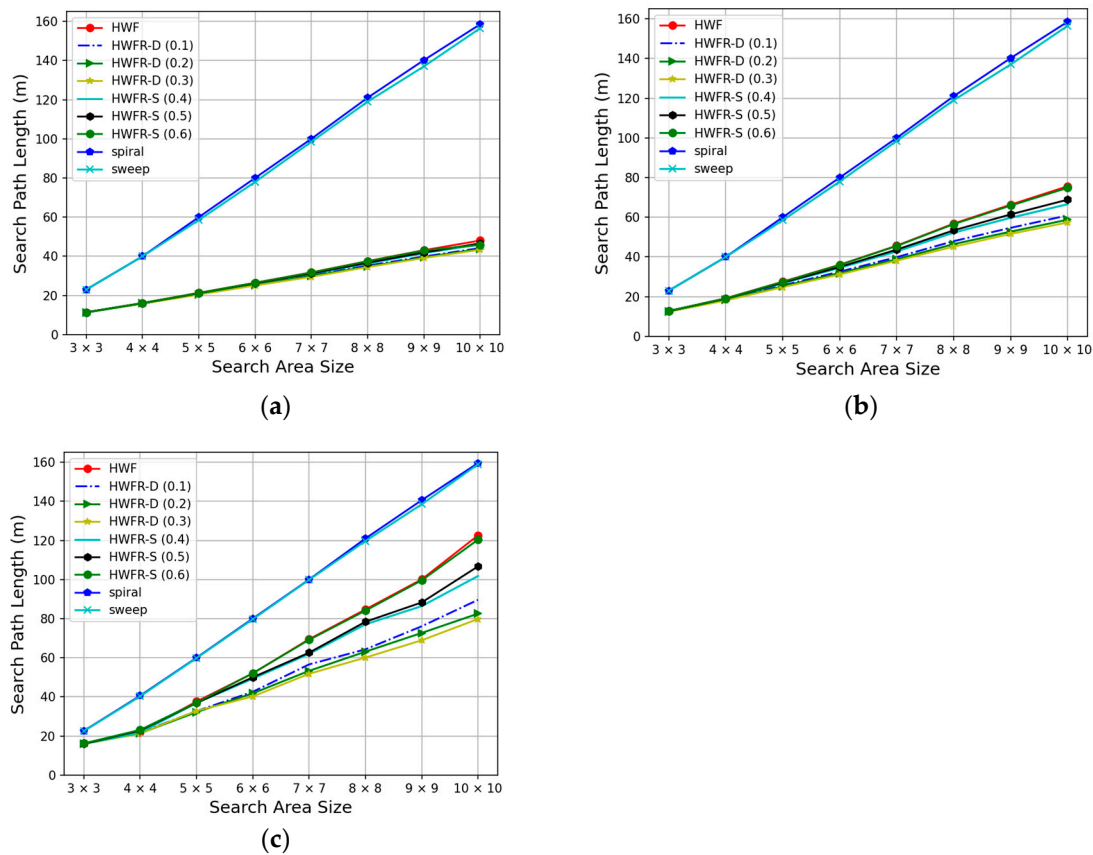 160
140
120
100
80
60
40
20
0
Search Path Length (m)
HWF
HWFR-D (0.1)
HWFR-D (0.2)
HWFR-D (0.3)
HWFR-S (0.4)
HWFR-S (0.5)
HWFR-S (0.6)
spiral
sweep
3 × 3 4 × 4 5 × 5 6 × 6 7 × 7 8 × 8 9 × 9 10 × 10
Search Area Size
(a)
160
140
120
100
80
60
40
20
0
Search Path Length (m)
HWF
HWFR-D (0.1)
HWFR-D (0.2)
HWFR-D (0.3)
HWFR-S (0.4)
HWFR-S (0.5)
HWFR-S (0.6)
spiral
sweep
3 × 3 4 × 4 5 × 5 6 × 6 7 × 7 8 × 8 9 × 9 10 × 10
Search Area Size
(b)
160
140
120
100
80
60
40
20
0
Search Path Length (m)
HWF
HWFR-D (0.1)
HWFR-D (0.2)
HWFR-D (0.3)
HWFR-S (0.4)
HWFR-S (0.5)
HWFR-S (0.6)
spiral
sweep
3 × 3 4 × 4 5 × 5 6 × 6 7 × 7 8 × 8 9 × 9 10 × 10
Search Area Size
(c)